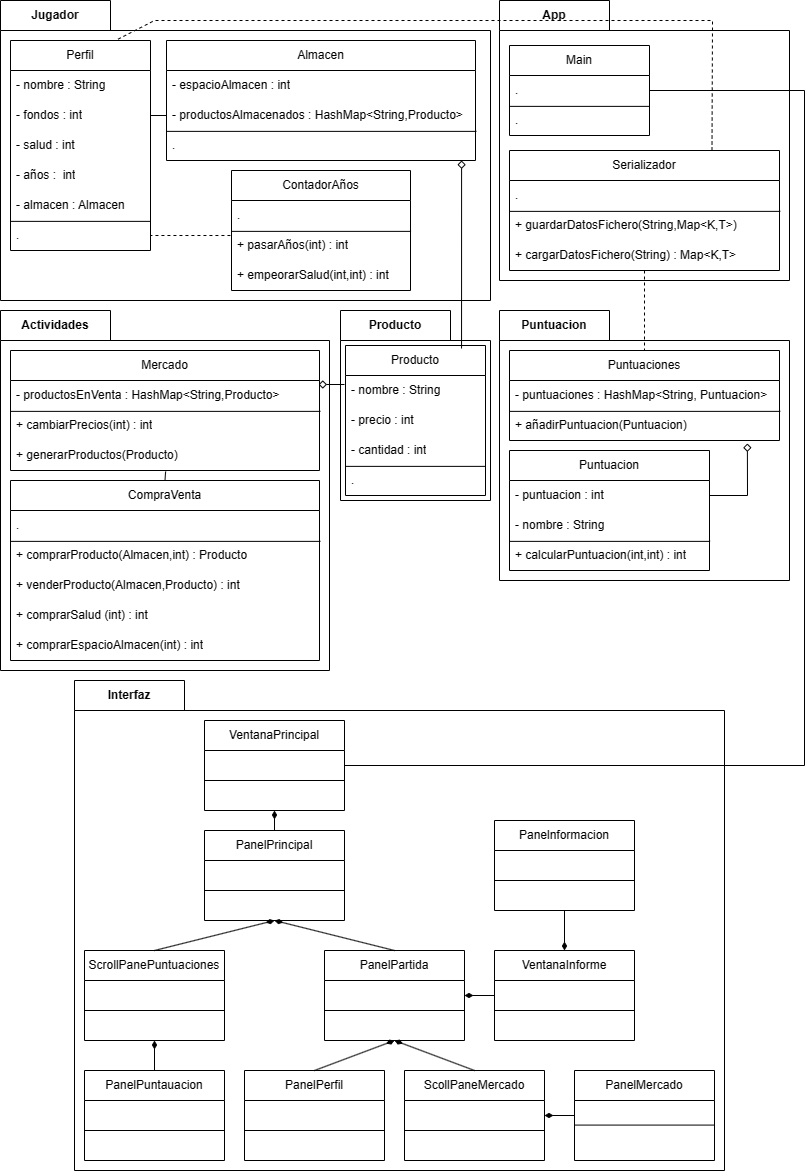 Jugador
Perfil
- nombre : String
- fondos : int
- salud : int
- años :  int
- almacen : Almacen
.
Almacen
- espacioAlmacen : int
- productosAlmacenados : HashMap<String,Producto>
.
ContadorAños
.
+ pasarAños(int) : int
+ empeorarSalud(int,int) : int
App
Main
.
.
Serializador
.
+ guardarDatosFichero(String,Map<K,T>)
+ cargarDatosFichero(String) : Map<K,T>
Actividades
Mercado
- productosEnVenta : HashMap<String,Producto>
+ cambiarPrecios(int) : int
+ generarProductos(Producto)
CompraVenta
.
+ comprarProducto(Almacen,int) : Producto
+ venderProducto(Almacen,Producto) : int
+ comprarSalud (int) : int
+ comprarEspacioAlmacen(int) : int
Producto
Producto
- nombre : String
- precio : int
- cantidad : int
.
Puntuacion
Puntuaciones
- puntuaciones : HashMap<String, Puntuacion>
+ añadirPuntuacion(Puntuacion)
Puntuacion
- puntuacion : int
- nombre : String
+ calcularPuntuacion(int,int) : int
Interfaz
VentanaPrincipal
PanelPrincipal
PaneInformacion
ScrollPanePuntuaciones
PanelPartida
VentanaInforme
PanelPuntauacion
PanelPerfil
ScollPaneMercado
PanelMercado